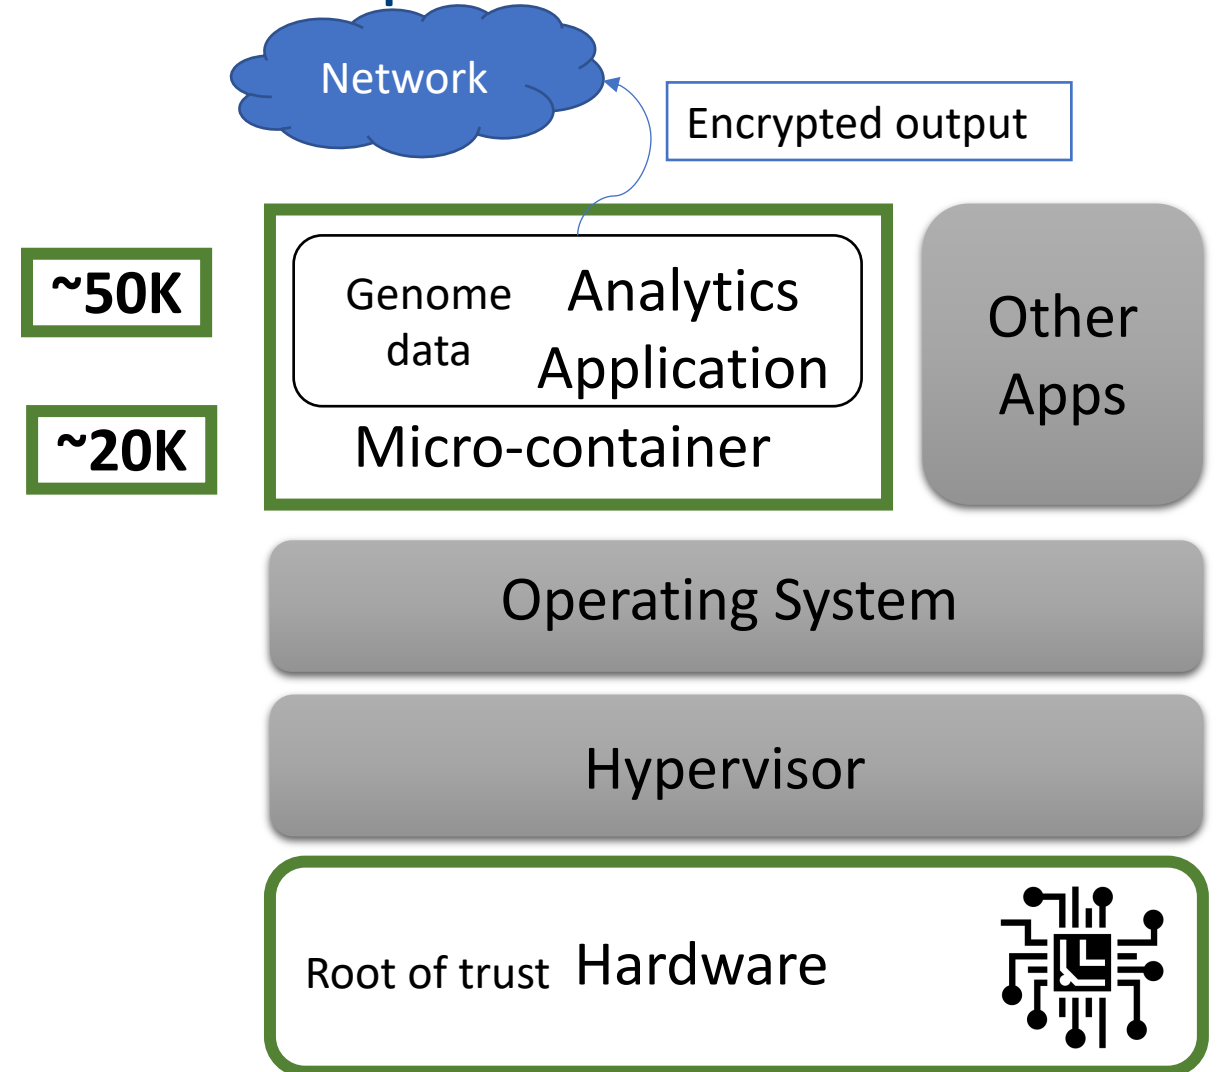 Network
Encrypted output
~50K
Genome
data
Analytics
Application
Other
Apps
~20K
Micro-container
Operating System
Hypervisor
Root of trust Hardware